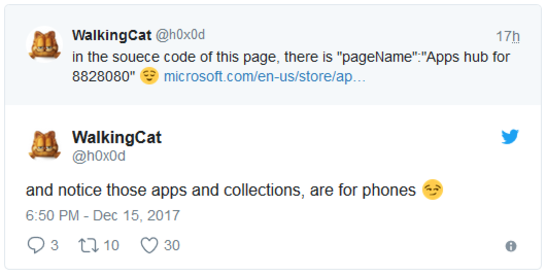 WalkingCat @h0x0d 17h
in the souece code of this page, there is "pageName":"Apps hub for
8828080" 😌 microsoft.com/en-us/store/ap...
WalkingCat
@h0x0d
and notice those apps and collections, are for phones 😏
6:50 PM - Dec 15, 2017
3 10 30